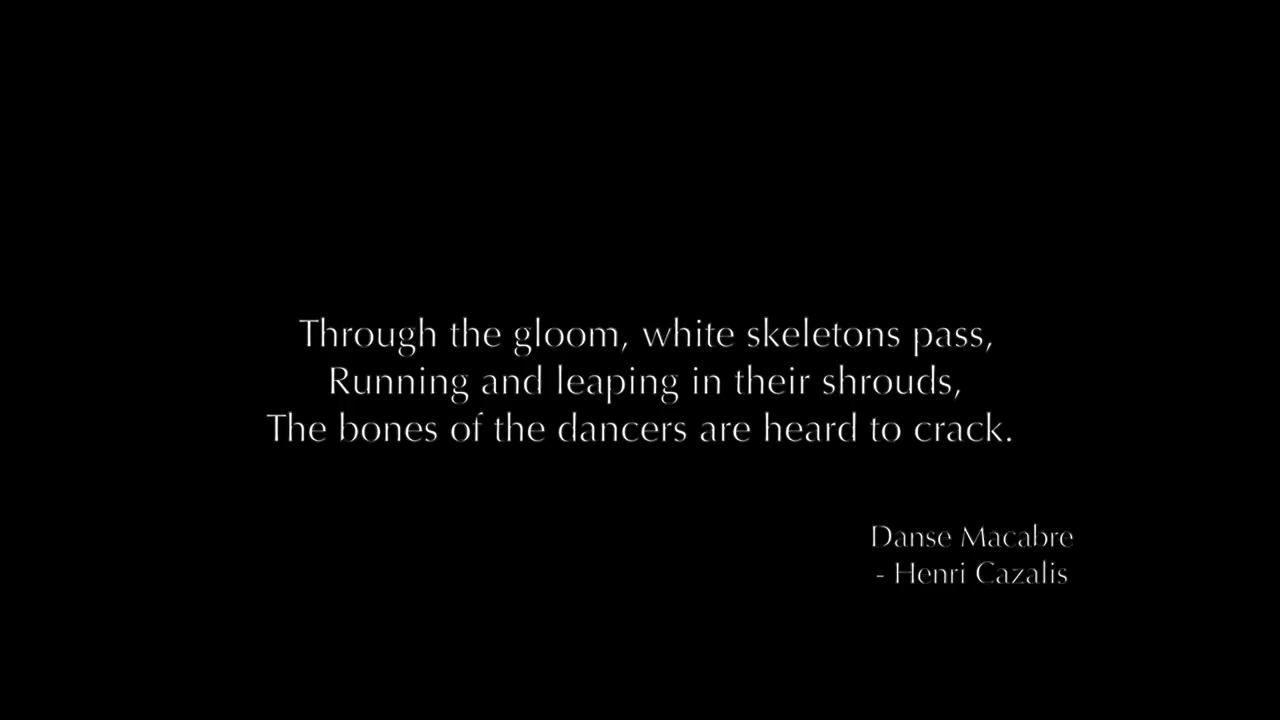 Through the gloom, white skeletons pass,
Running and leaping in their shrouds,
The bones of the dancers are heard to crack.
Danse Macabre
- Henri Cazalis